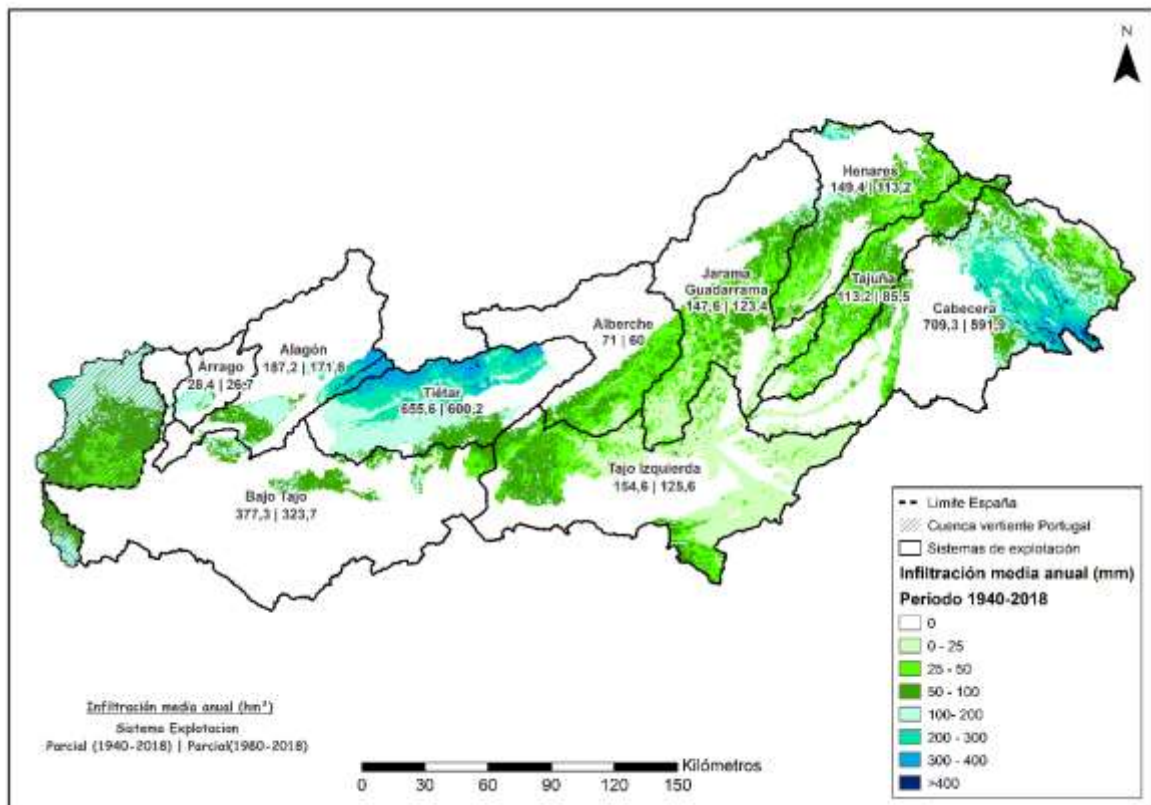 N
Henares
149,4 | 113,2
Jarama
Guadarrama
147,6 | 123,4
Tajuña
113,2 | 85,5
Cabecera
709,3 | 591,9
Alberche
71 | 60
Alagón
187,2 | 171,6
Arrago
28,4 | 26,7
Tiétar
655,6 | 600,2
Tajo Izquierda
154,6 | 125,6
Bajo Tajo
377,3 | 323,7
Límite España
Cuenca vertiente Portugal
Sistemas de explotación
Infiltración media anual (mm)
Periodo 1940-2018
0
0 - 25
25 - 50
50 - 100
100- 200
200 - 300
300 - 400
>400
Infiltración media anual (hm³)
Sistema Explotacion
Parcial (1940-2018) | Parcial(1980-2018)
Kilómetros
0 30 60 90 120 150